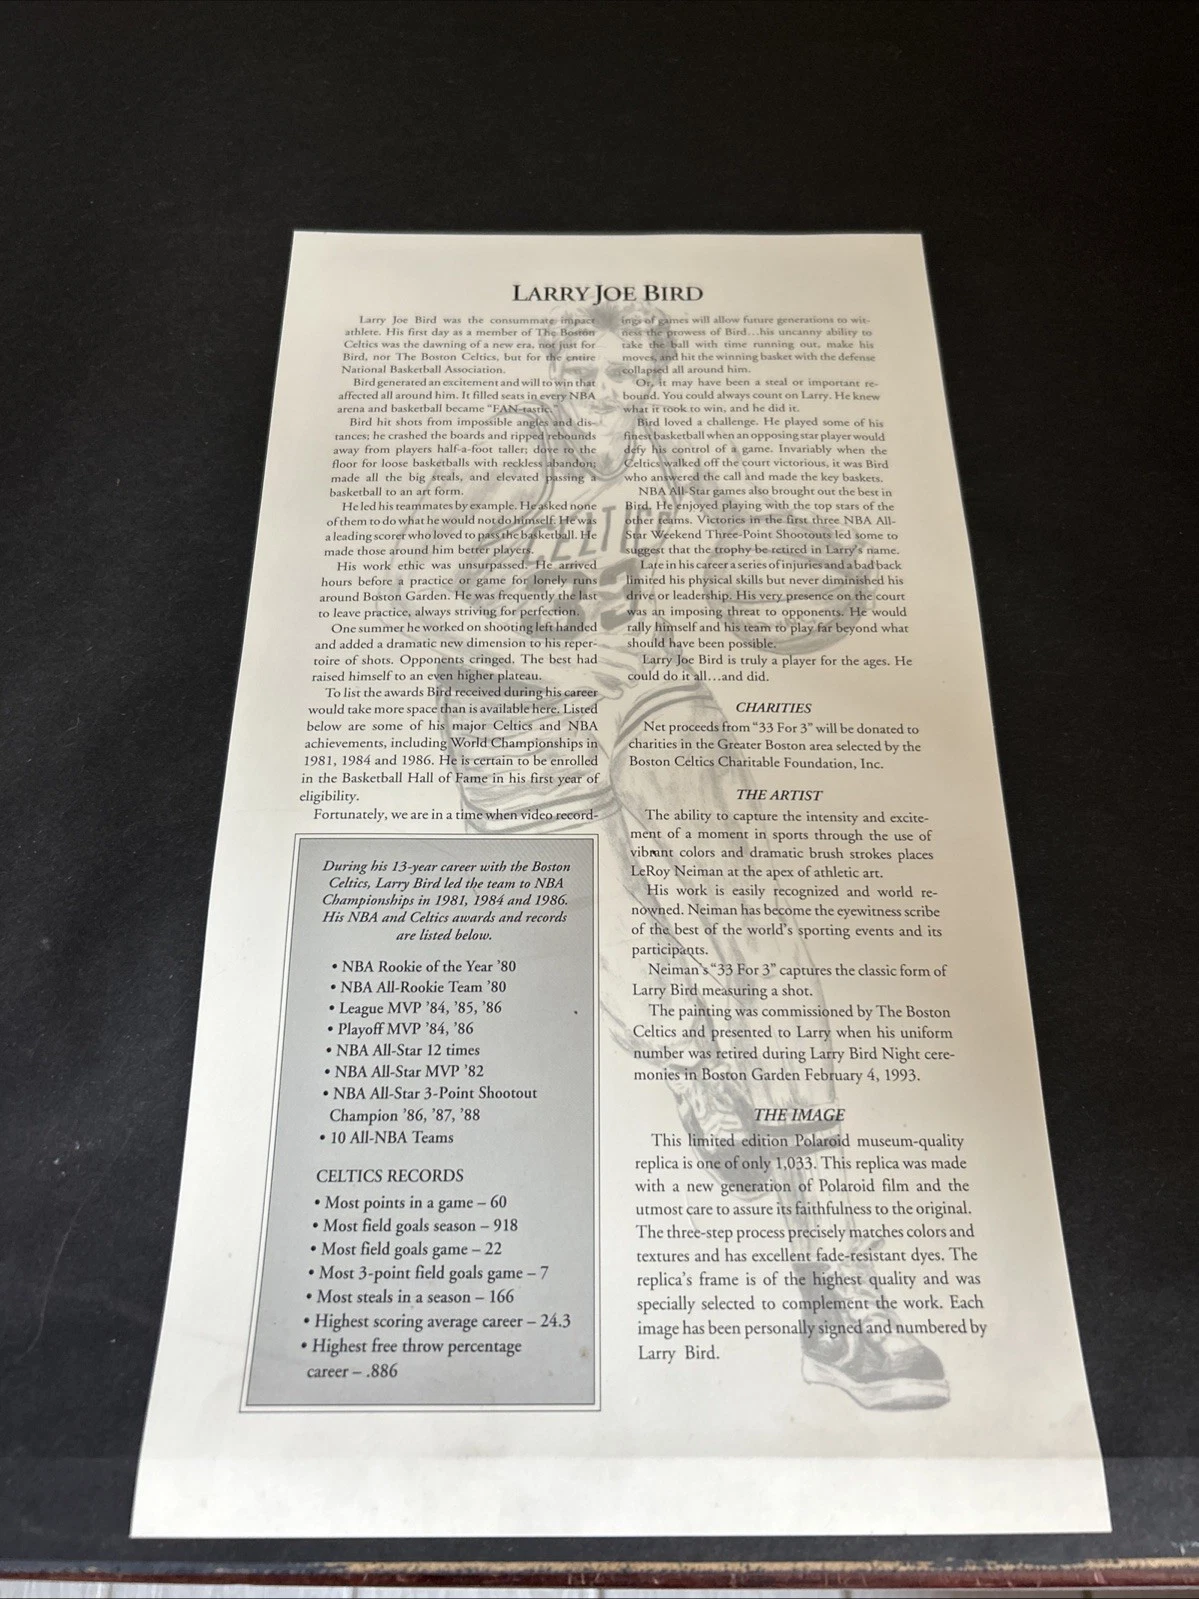 LARRY JOE BIRD
Larry Joe Bird was the consummate impact
athlete. His first day as a member of The Boston
Celtics was the dawning of a new era, not just for
Bird, nor The Boston Celtics, but for the entire
National Basketball Association.
Bird generated an excitement and will to win that
affected all around him. It filled seats in every NBA
arena and basketball became "FAN-tastic."
Bird hit shots from impossible angles and dis-
tances; he crashed the boards and ripped rebounds
away from players half-a-foot taller; dove to the
floor for loose basketballs with reckless abandon;
made all the big steals, and elevated passing a
basketball to an art form.
He led his teammates by example. He asked none
of them to do what he would not do himself. He was
a leading scorer who loved to pass the basketball. He
made those around him better players.
His work ethic was unsurpassed. He arrived
hours before a practice or game for lonely runs
around Boston Garden. He was frequently the last
to leave practice, always striving for perfection.
One summer he worked on shooting left handed
and added a dramatic new dimension to his reper-
toire of shots. Opponents cringed. The best had
raised himself to an even higher plateau.
To list the awards Bird received during his career
would take more space than is available here. Listed
below are some of his major Celtics and NBA
achievements, including World Championships in
1981, 1984 and 1986. He is certain to be enrolled
in the Basketball Hall of Fame in his first year of
eligibility.
Fortunately, we are in a time when video record-
During his 13-year career with the Boston
Celtics, Larry Bird led the team to NBA
Championships in 1981, 1984 and 1986.
His NBA and Celtics awards and records
are listed below.
• NBA Rookie of the Year '80
• NBA All-Rookie Team '80
• League MVP '84, '85, '86
• Playoff MVP '84, '86
• NBA All-Star 12 times
• NBA All-Star MVP '82
• NBA All-Star 3-Point Shootout
Champion '86, '87, '88
• 10 All-NBA Teams
CELTICS RECORDS
• Most points in a game – 60
• Most field goals season – 918
• Most field goals game – 22
• Most 3-point field goals game – 7
• Most steals in a season – 166
• Highest scoring average career – 24.3
• Highest free throw percentage
career – .886
ings of games will allow future generations to wit-
ness the prowess of Bird...his uncanny ability to
take the ball with time running out, make his
moves, and hit the winning basket with the defense
collapsed all around him.
Or, it may have been a steal or important re-
bound. You could always count on Larry. He knew
what it took to win, and he did it.
Bird loved a challenge. He played some of his
finest basketball when an opposing star player would
defy his control of a game. Invariably when the
Celtics walked off the court victorious, it was Bird
who answered the call and made the key baskets.
NBA All-Star games also brought out the best in
Bird. He enjoyed playing with the top stars of the
other teams. Victories in the first three NBA All-
Star Weekend Three-Point Shootouts led some to
suggest that the trophy be retired in Larry's name.
Late in his career a series of injuries and a bad back
limited his physical skills but never diminished his
drive or leadership. His very presence on the court
was an imposing threat to opponents. He would
rally himself and his team to play far beyond what
should have been possible.
Larry Joe Bird is truly a player for the ages. He
could do it all...and did.
CHARITIES
Net proceeds from "33 For 3" will be donated to
charities in the Greater Boston area selected by the
Boston Celtics Charitable Foundation, Inc.
THE ARTIST
The ability to capture the intensity and excite-
ment of a moment in sports through the use of
vibrant colors and dramatic brush strokes places
LeRoy Neiman at the apex of athletic art.
His work is easily recognized and world re-
nowned. Neiman has become the eyewitness scribe
of the best of the world's sporting events and its
participants.
Neiman's "33 For 3" captures the classic form of
Larry Bird measuring a shot.
The painting was commissioned by The Boston
Celtics and presented to Larry when his uniform
number was retired during Larry Bird Night cere-
monies in Boston Garden February 4, 1993.
THE IMAGE
This limited edition Polaroid museum-quality
replica is one of only 1,033. This replica was made
with a new generation of Polaroid film and the
utmost care to assure its faithfulness to the original.
The three-step process precisely matches colors and
textures and has excellent fade-resistant dyes. The
replica's frame is of the highest quality and was
specially selected to complement the work. Each
image has been personally signed and numbered by
Larry Bird.
CELTICS
33